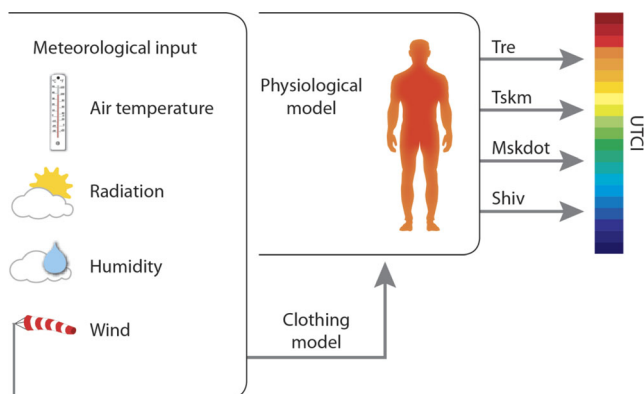 Meteorological input
Air temperature
Radiation
Humidity
Wind
Physiological
model
Clothing
model
Tre
Tskm
Mskdot
Shiv
UTCI